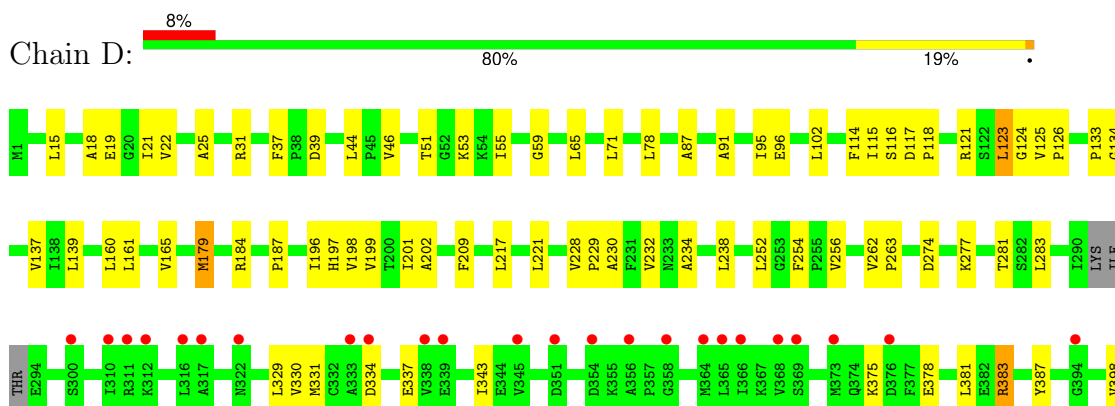 8%
Chain D:
80% 19% •
M1 L15 A18 E19 G20 I21 V22 A25 R31 F37 P38 D39 L44 P45 V46 T51 G52 K53 K54 I55 G59 L65 L71 L78 A87 A91 I95 E96 L102 F114 I115 S116 D117 P118 R121 S122 L123 G124 V125 P126 P133
V137 I138 L139 L160 L161 V165 M179 R184 P187 I196 H197 V198 V199 T200 I201 A202 F209 L217 L221 V228 P229 A230 F231 V232 N233 A234 L238 L252 G253 F254 P255 V256 V262 P263 D274 K277 T281 S282 L283 I290 LYS ILE
THR E294 S300 I310 R311 K312 L316 A317 N322 L329 V330 M331 C332 A333 D334 E337 V338 E339 I343 E344 V345 D351 D354 K355 A356 P357 G358 M364 L365 I366 K367 V368 S369 M373 Q374 K375 D376 F377 E378 L381 E382 R383 Y387 G394